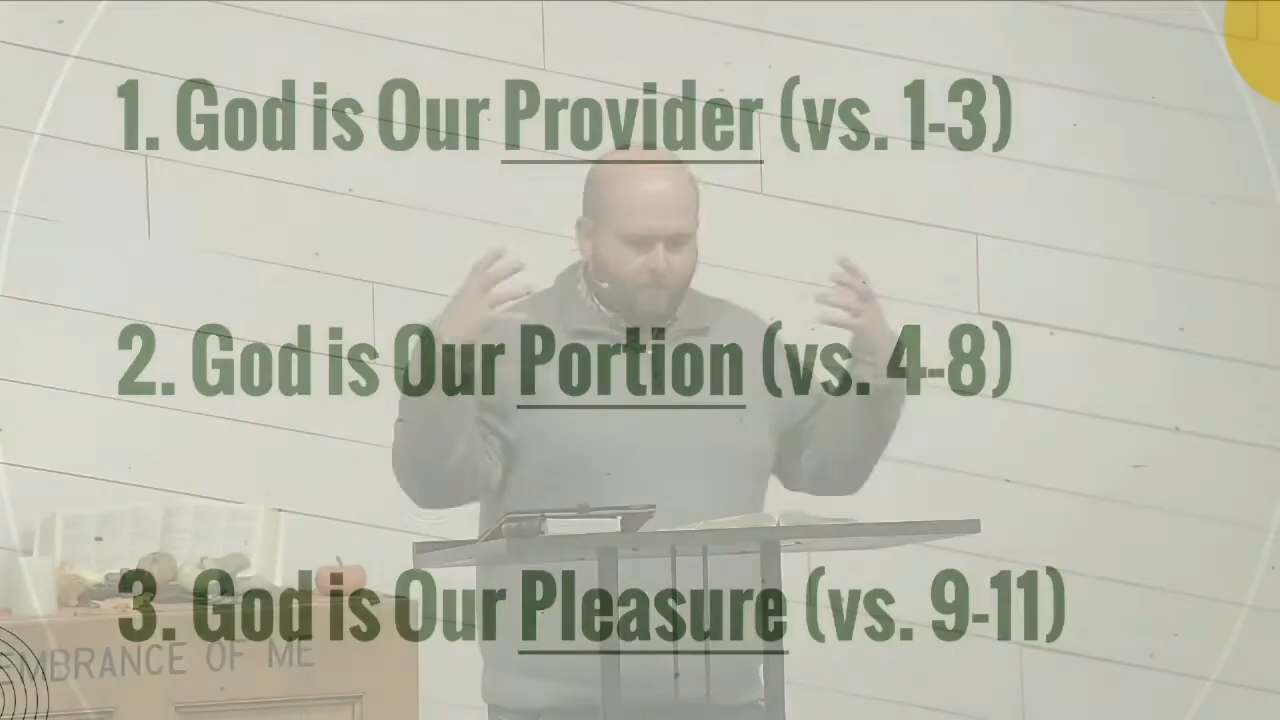 1. God is Our Provider (vs. 1-3)
2. God is Our Portion (vs. 4-8)
3. God is Our Pleasure (vs. 9-11)
EMBRANCE OF ME